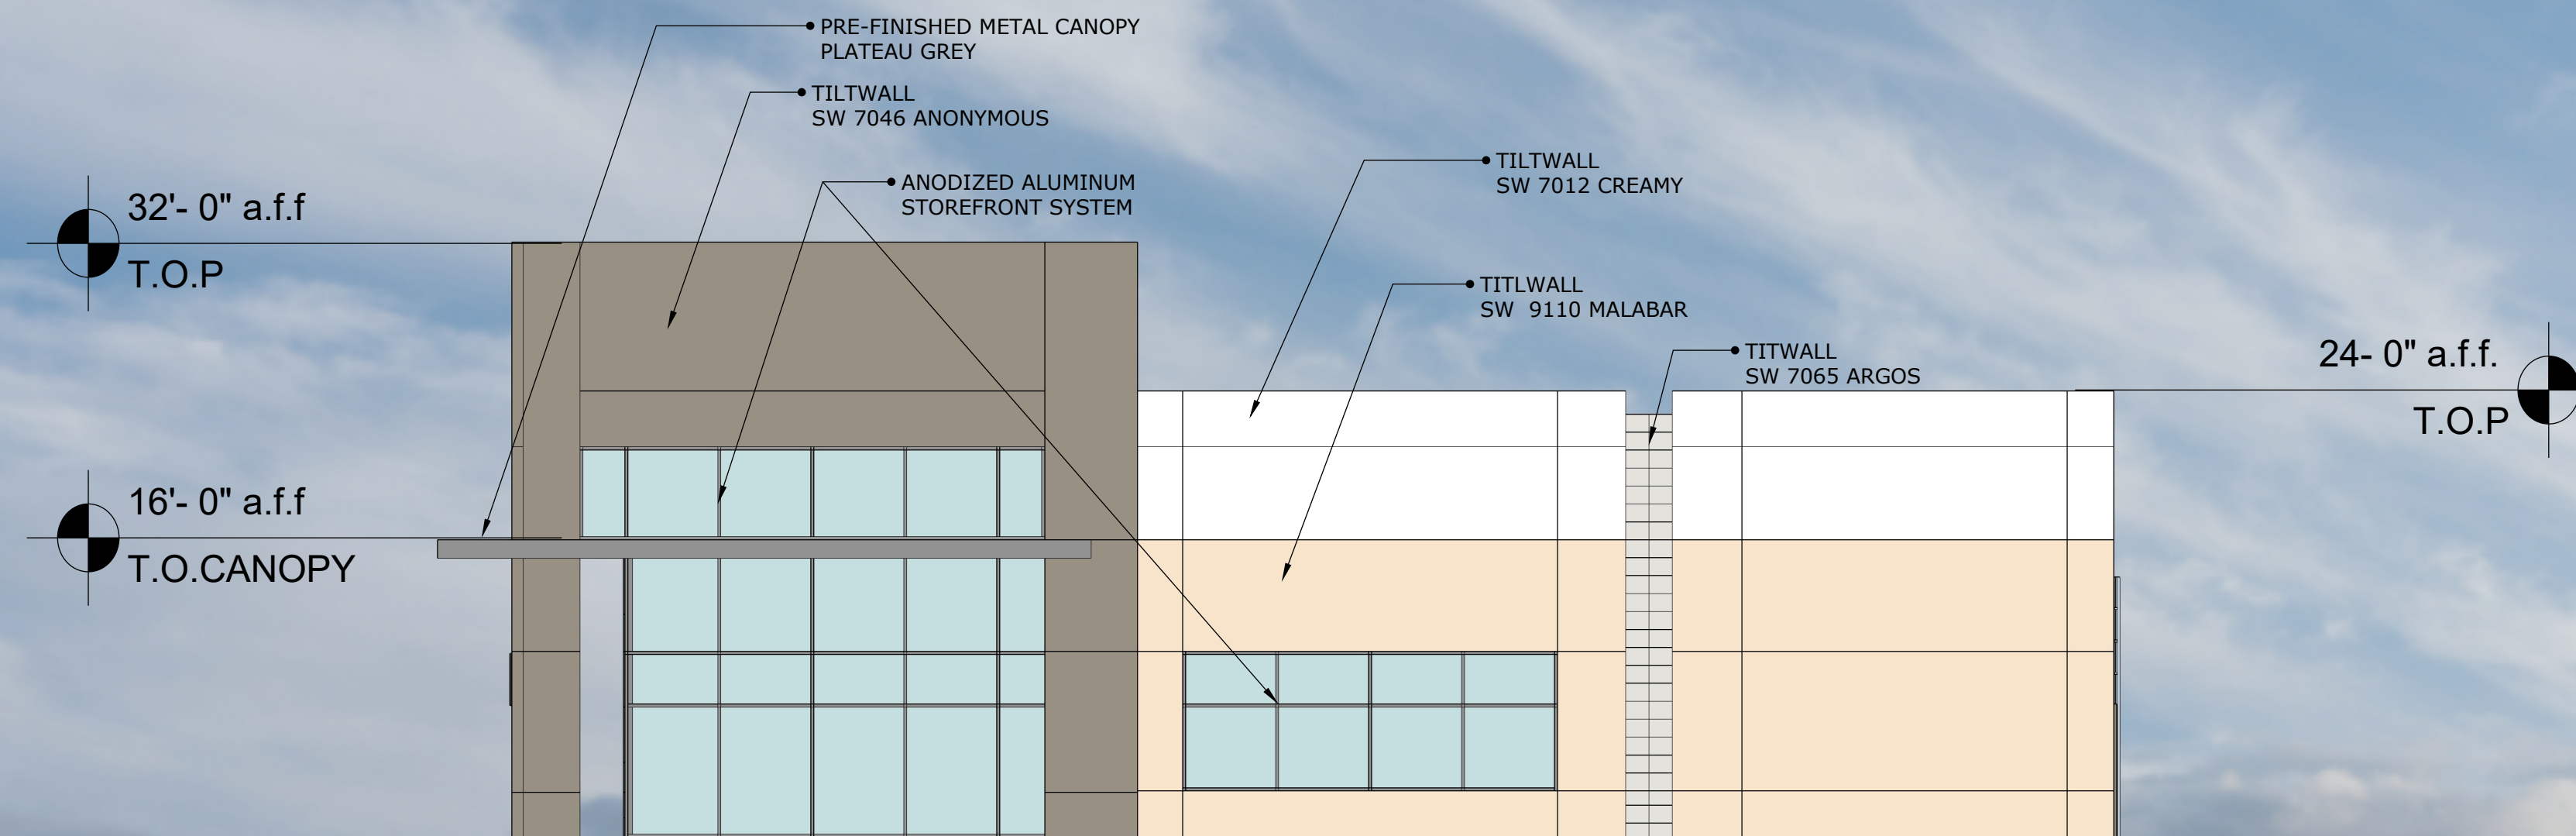 PRE-FINISHED METAL CANOPY
PLATEAU GREY
TILTWALL
SW 7046 ANONYMOUS
ANODIZED ALUMINUM
STOREFRONT SYSTEM
TILTWALL
SW 7012 CREAMY
TITLWALL
SW  9110 MALABAR
TITWALL
SW 7065 ARGOS
32'- 0" a.f.f
T.O.P
16'- 0" a.f.f
T.O.CANOPY
24- 0" a.f.f.
T.O.P